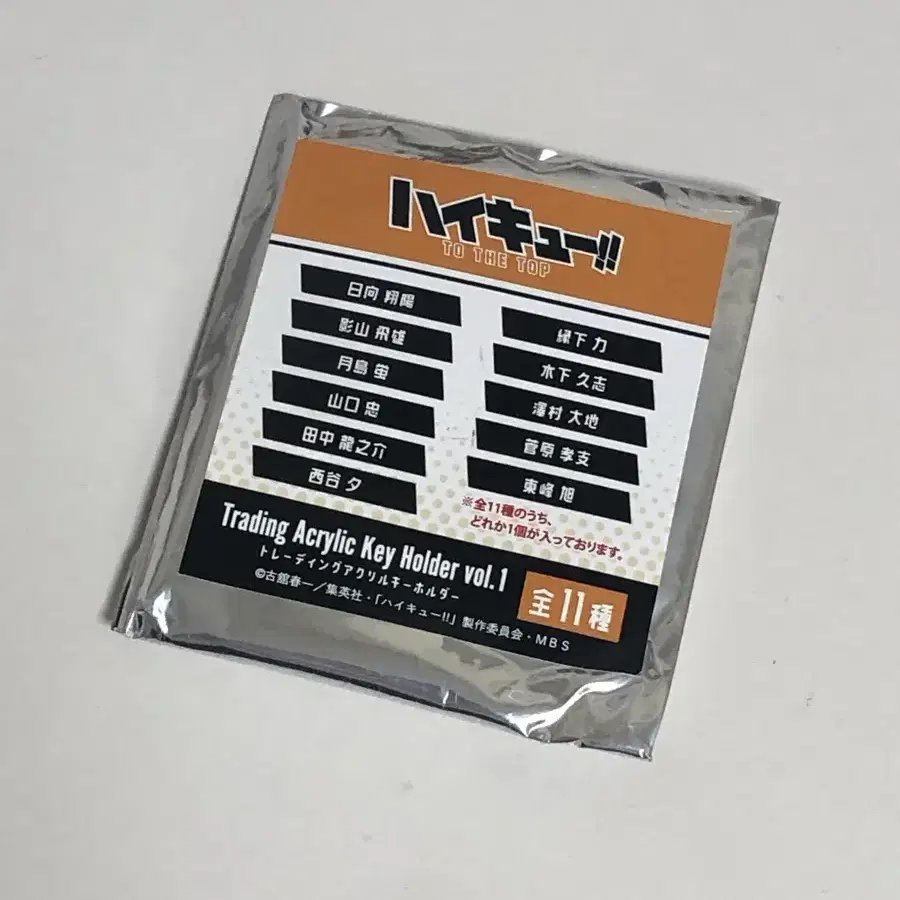 ハイキュー!!
TO THE TOP
日向 翔陽
影山 飛雄
月島 蛍
山口 忠
田中 龍之介
西谷 夕
縁下 力
木下 久志
澤村 大地
菅原 孝支
東峰 旭
※全11種のうち、
どれか1個が入っております。
Trading Acrylic Key Holder vol.1
トレーディングアクリルキーホルダー
©古舘春一／集英社・「ハイキュー!!」製作委員会・MBS
全11種